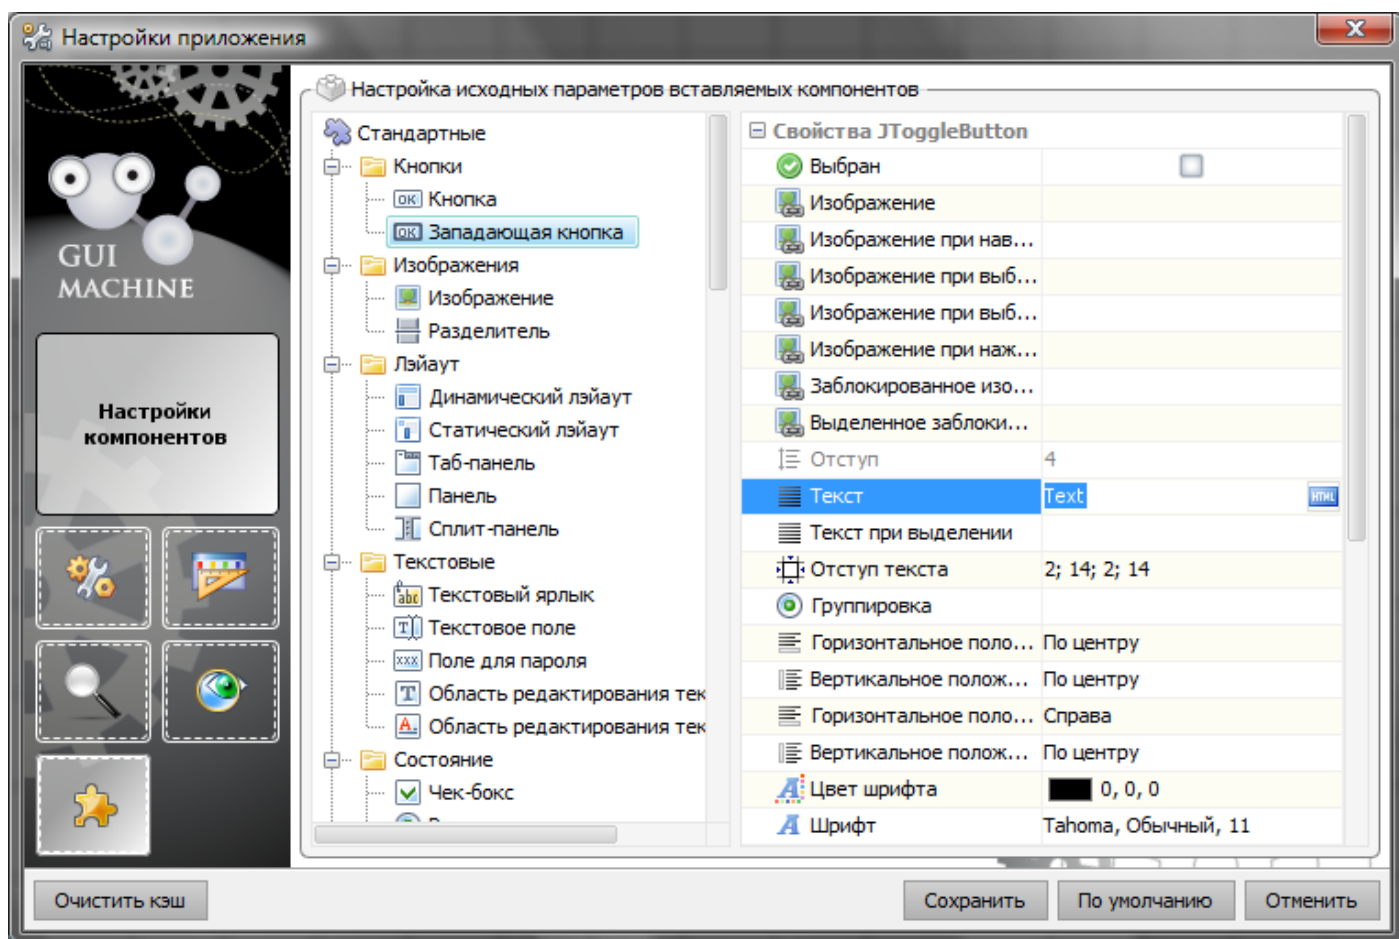 Настройки приложения
GUI
MACHINE
Настройки
компонентов
Настройка исходных параметров вставляемых компонентов
Стандартные
Кнопки
OK Кнопка
OK Западающая кнопка
Изображения
Изображение
Разделитель
Лэйаут
Динамический лэйаут
Статический лэйаут
Таб-панель
Панель
Сплит-панель
Текстовые
abc Текстовый ярлык
T Текстовое поле
xxx Поле для пароля
T Область редактирования тек
A Область редактирования тек
Состояние
Чек-бокс
Свойства JToggleButton
Выбран
Изображение
Изображение при нав...
Изображение при выб...
Изображение при выб...
Изображение при наж...
Заблокированное изо...
Выделенное заблоки...
Отступ 4
Текст Text HTML
Текст при выделении
Отступ текста 2; 14; 2; 14
Группировка
Горизонтальное поло... По центру
Вертикальное полож... По центру
Горизонтальное поло... Справа
Вертикальное полож... По центру
Цвет шрифта 0, 0, 0
Шрифт Tahoma, Обычный, 11
Очистить кэш Сохранить По умолчанию Отменить